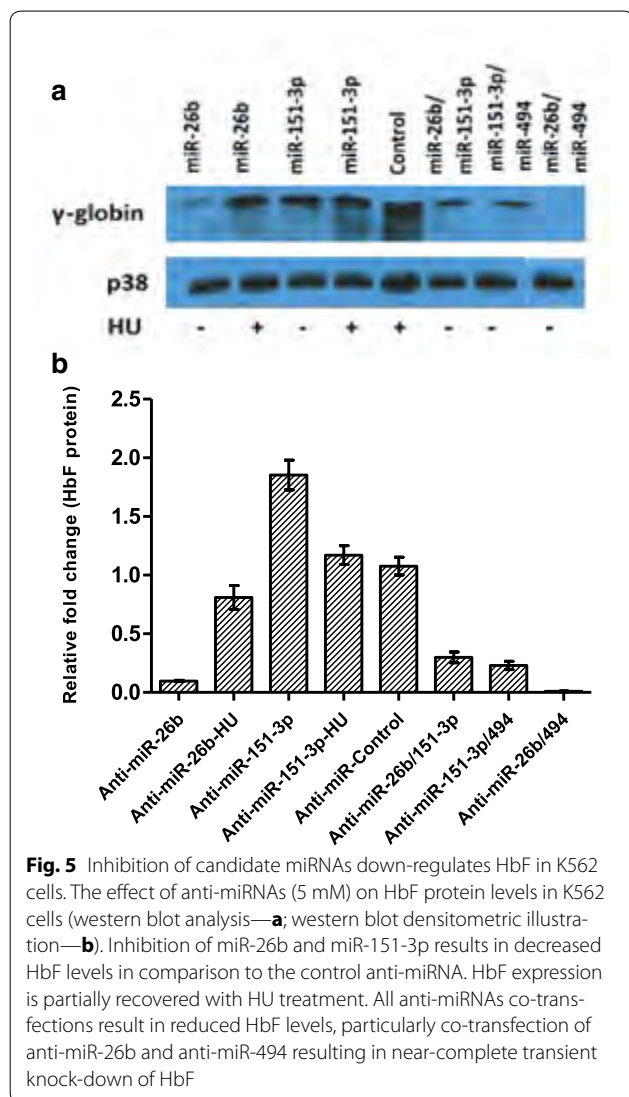 a
miR-26b
miR-26b
miR-151-3p
miR-151-3p
Control
miR-26b/
miR-151-3p
miR-151-3p/
miR-494
miR-26b/
miR-494
γ-globin
p38
HU - + - + + - - -
b
Relative fold change (HbF protein)
2.5
2.0
1.5
1.0
0.5
0.0
Anti-miR-26b
Anti-miR-26b-HU
Anti-miR-151-3p
Anti-miR-151-3p-HU
Anti-miR-Control
Anti-miR-26b/151-3p
Anti-miR-151-3p/494
Anti-miR-26b/494
Fig. 5 Inhibition of candidate miRNAs down-regulates HbF in K562
cells. The effect of anti-miRNAs (5 mM) on HbF protein levels in K562
cells (western blot analysis—a; western blot densitometric illustra-
tion—b). Inhibition of miR-26b and miR-151-3p results in decreased
HbF levels in comparison to the control anti-miRNA. HbF expression
is partially recovered with HU treatment. All anti-miRNAs co-trans-
fections result in reduced HbF levels, particularly co-transfection of
anti-miR-26b and anti-miR-494 resulting in near-complete transient
knock-down of HbF